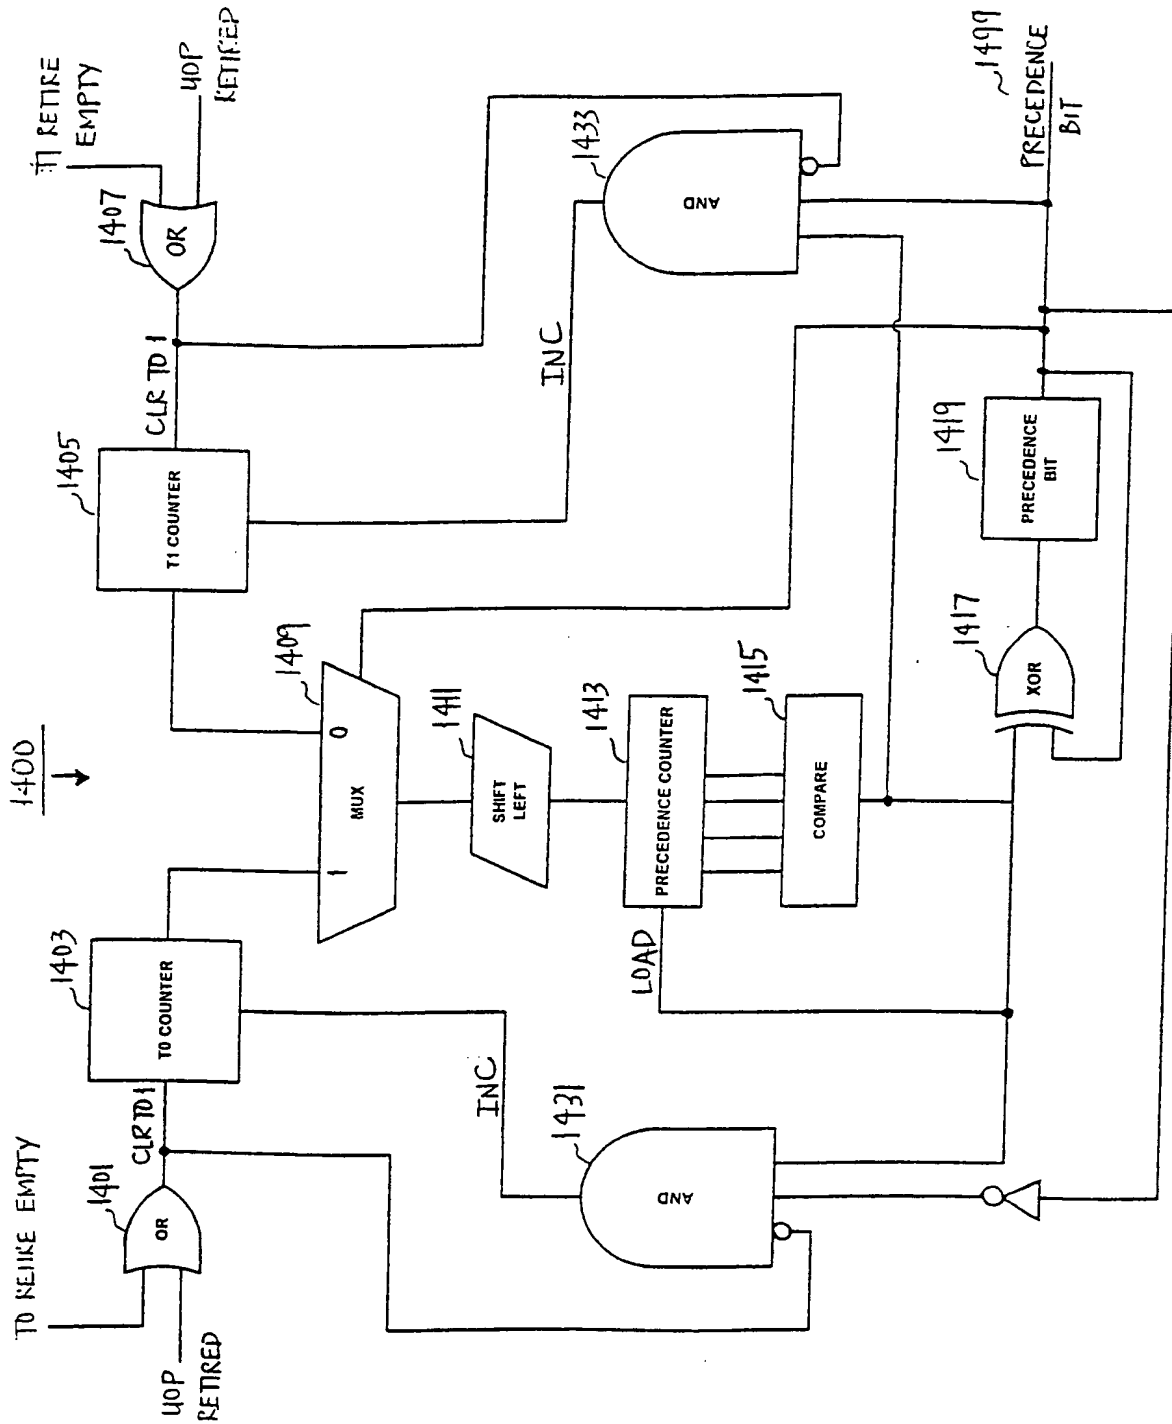 1400
T0 RETIRE EMPTY
UOP
RETIRED
1401
OR
CLR TO 1
1403
T0 COUNTER
T1 RETIRE
EMPTY
UOP
RETIRED
1407
OR
CLR TO 1
1405
T1 COUNTER
1409
1
MUX
0
1411
SHIFT
LEFT
INC
INC
1431
AND
1433
AND
LOAD
1413
PRECEDENCE COUNTER
1415
COMPARE
1417
XOR
1419
PRECEDENCE
BIT
1499
PRECEDENCE
BIT